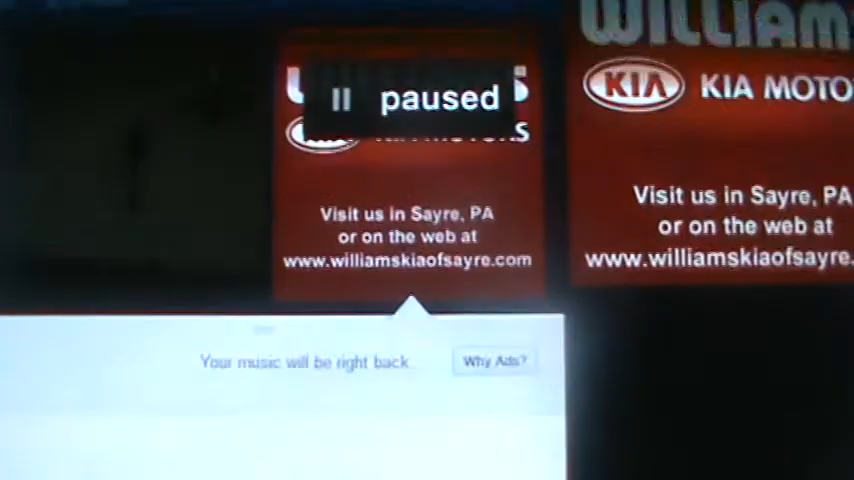 paused
Visit us in Sayre, PA
or on the web at
www.williamskiaofsayre.com
WILLIAM
KIA KIA MOTO
Visit us in Sayre, PA
or on the web at
www.williamskiaofsayre.
Your music will be right back.
Why Ads?